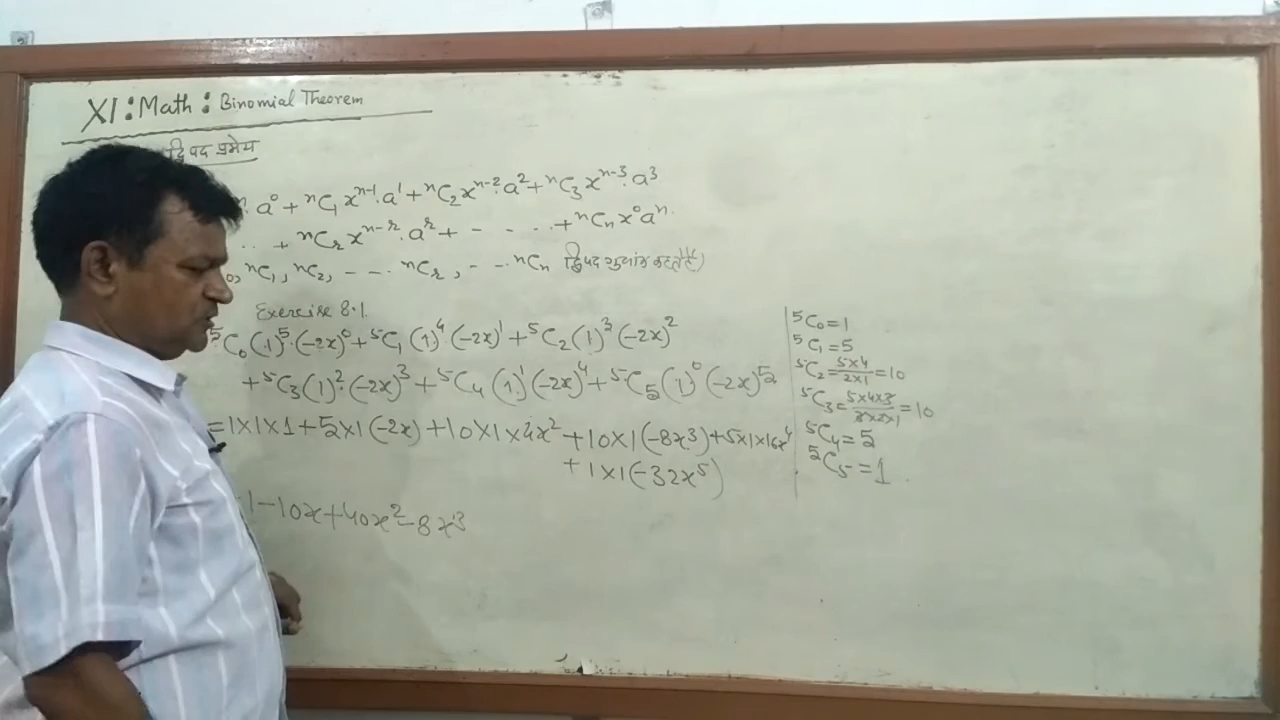 XI : Math : Binomial Theorem
द्विपद प्रमेय
a⁰ + ⁿC₁ xⁿ⁻¹.a¹ + ⁿC₂ xⁿ⁻².a² + ⁿC₃ xⁿ⁻³.a³
.. + ⁿCᵣ xⁿ⁻ʳ.aʳ + - - . .. + ⁿCₙ x⁰aⁿ.
₀, ⁿC₁, ⁿC₂, - - .. ⁿCᵣ, - - .. ⁿCₙ द्विपद गुणांक कहते हैं)
Exercise 8.1
⁵C₀(1)⁵.(-2x)⁰ + ⁵C₁(1)⁴.(-2x)¹ + ⁵C₂(1)³(-2x)²
+ ⁵C₃(1)².(-2x)³ + ⁵C₄(1)¹(-2x)⁴ + ⁵C₅(1)⁰(-2x)⁵
= 1×1×1 + 5×1(-2x) + 10×1×4x² + 10×1(-8x³) + 5×1×16x⁴
+ 1×1(-32x⁵)
1 - 10x + 40x² - 8x³
⁵C₀ = 1
⁵C₁ = 5
⁵C₂ = 5×4/2×1 = 10
⁵C₃ = 5×4×3/3×2×1 = 10
⁵C₄ = 5
⁵C₅ = 1